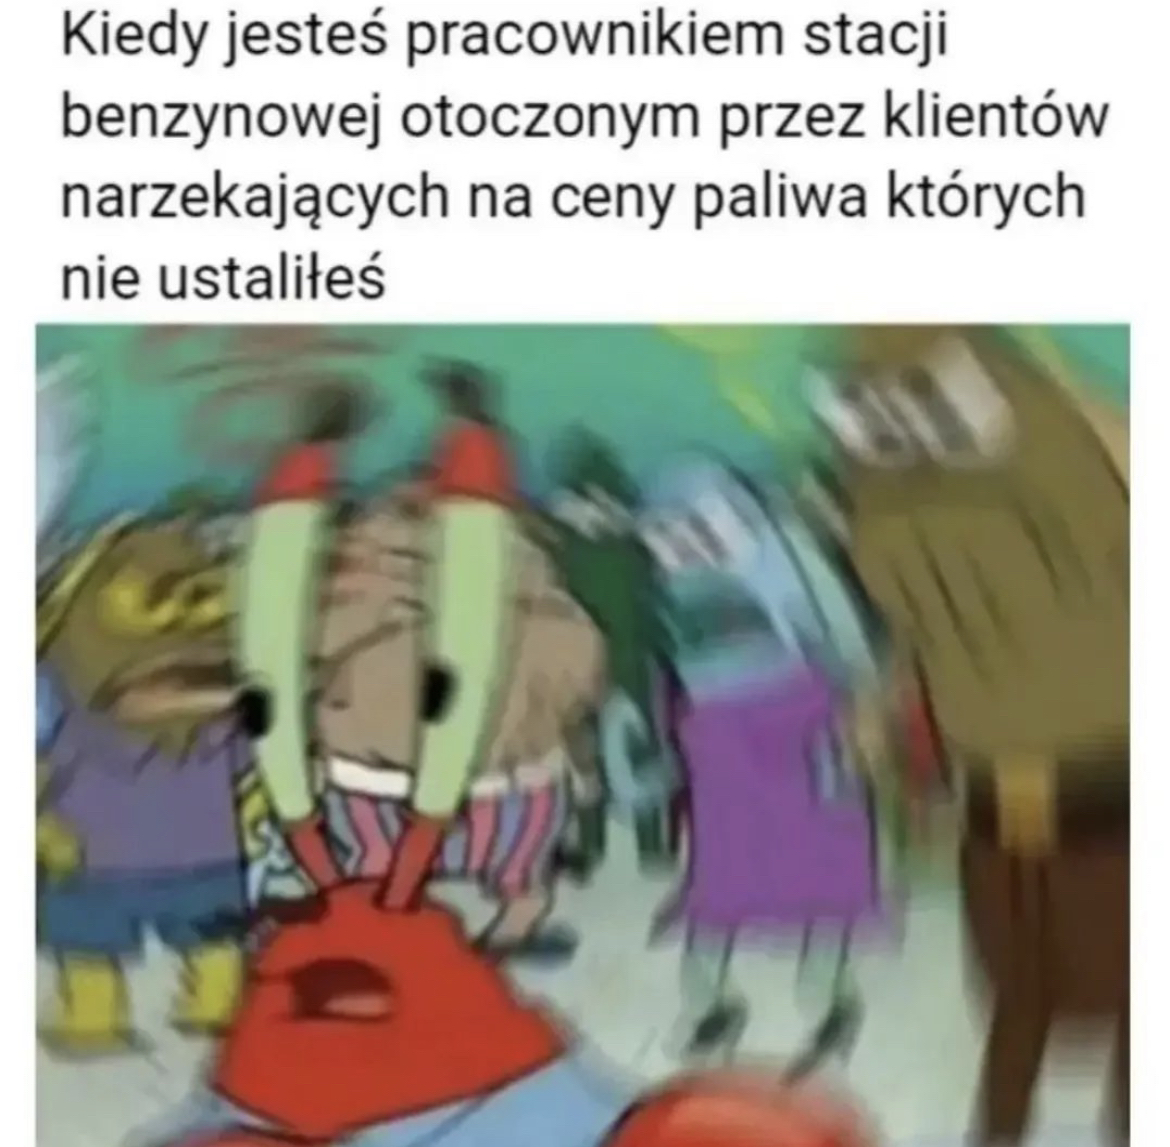 Kiedy jesteś pracownikiem stacji
benzynowej otoczonym przez klientów
narzekających na ceny paliwa których
nie ustaliłeś